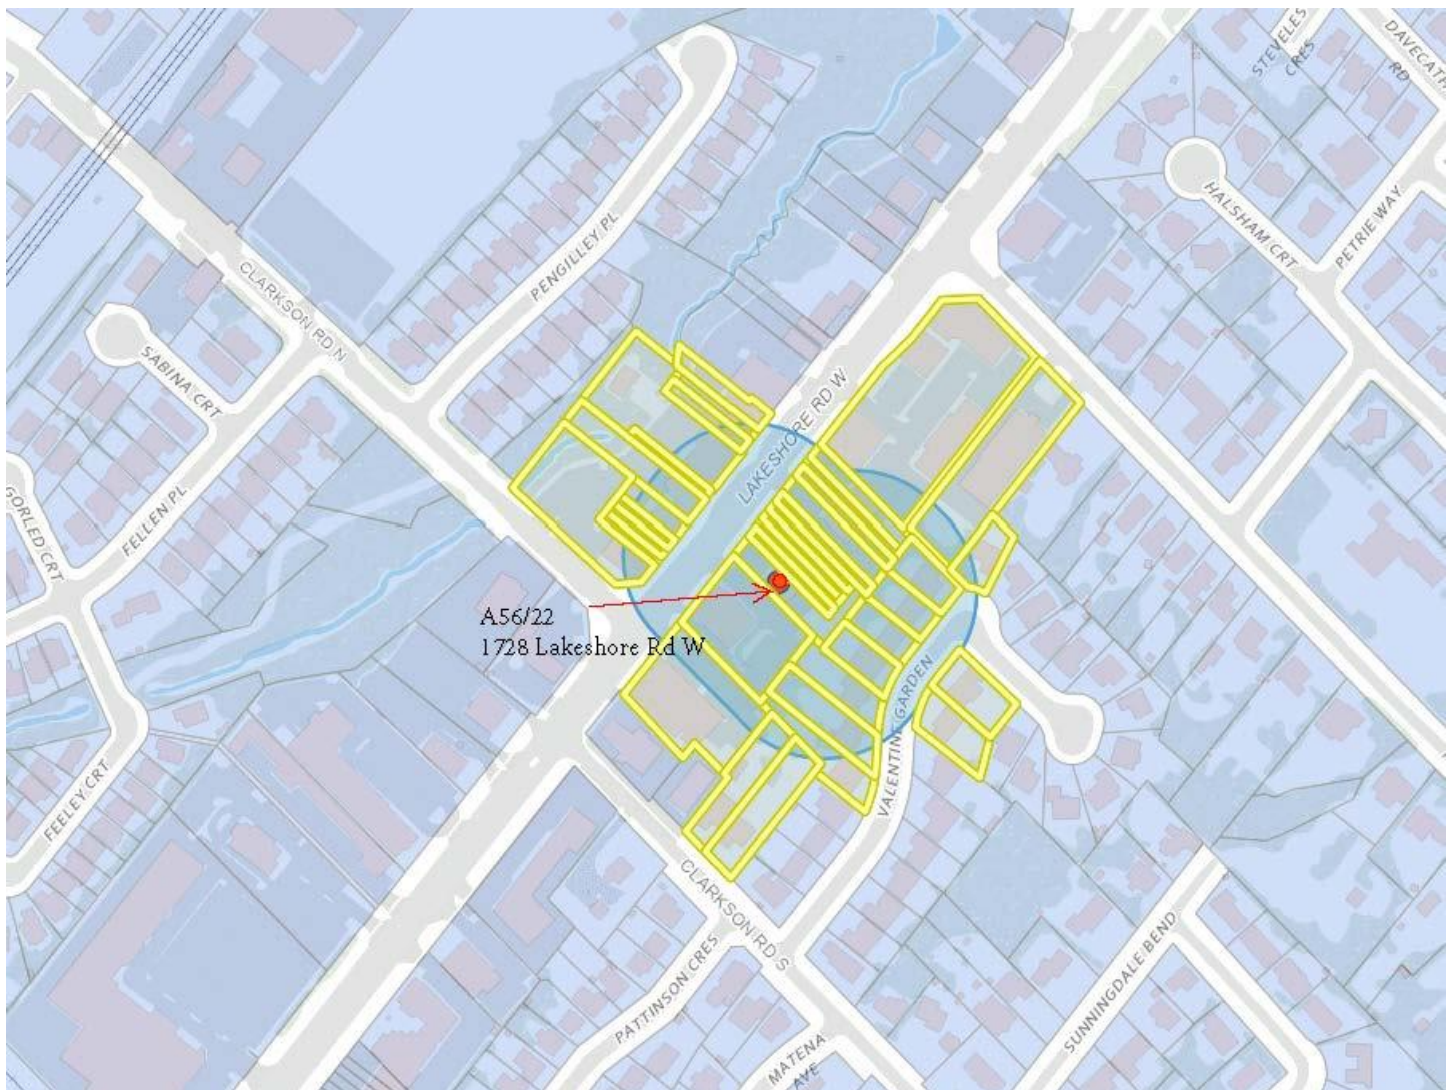 STEVELES
CRES
DAVECATH
RD
HALSHAM CRT
PETRIE WAY
PENGILLEY PL
CLARKSON RD N
SABINA CRT
LAKESHORE RD W
GORLED CRT
FELLEN PL
A56/22
1728 Lakeshore Rd W
VALENTINE GARDEN
FEELEY CRT
CLARKSON RD S
PATTINSON CRES
SUNNINGDALE BEND
MATENA
AVE